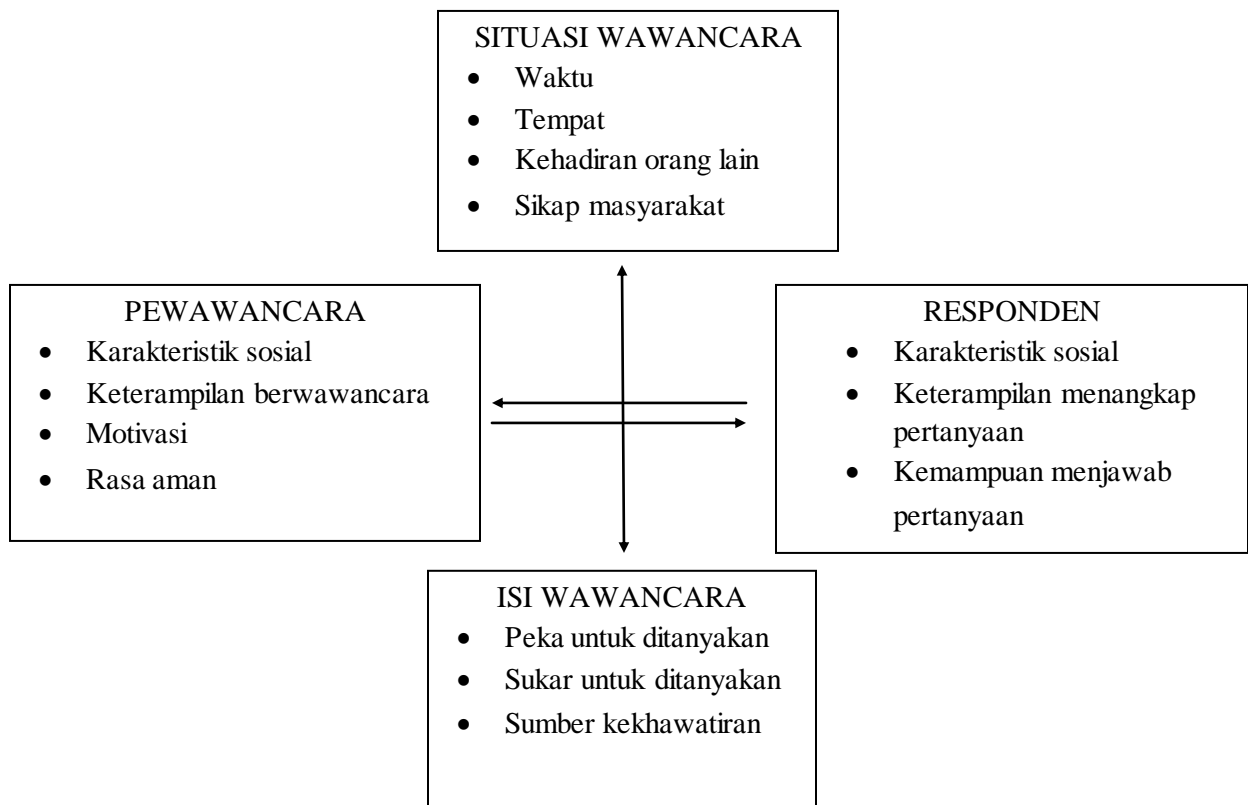 SITUASI WAWANCARA
• Waktu
• Tempat
• Kehadiran orang lain
• Sikap masyarakat
PEWAWANCARA
• Karakteristik sosial
• Keterampilan berwawancara
• Motivasi
• Rasa aman
RESPONDEN
• Karakteristik sosial
• Keterampilan menangkap
pertanyaan
• Kemampuan menjawab
pertanyaan
ISI WAWANCARA
• Peka untuk ditanyakan
• Sukar untuk ditanyakan
• Sumber kekhawatiran